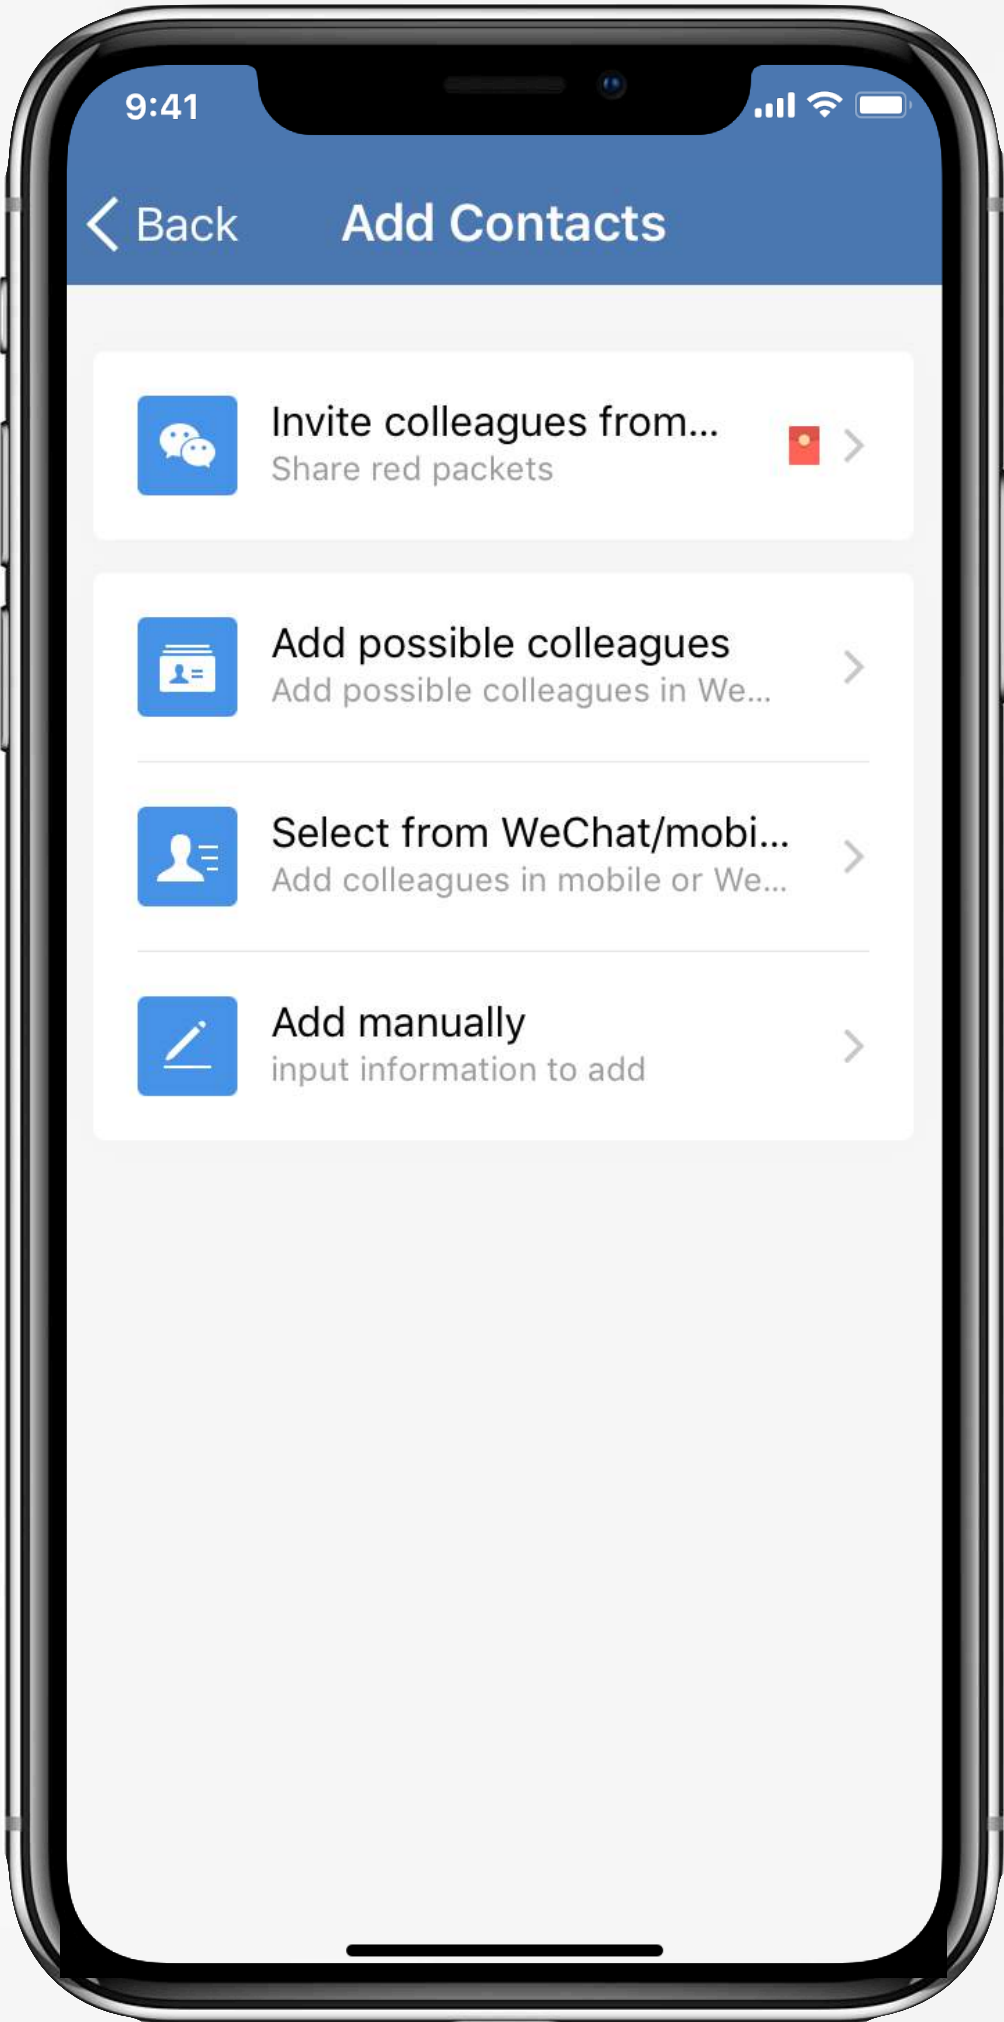 9:41
Back
Add Contacts
Invite colleagues from...
Share red packets
Add possible colleagues
Add possible colleagues in We...
Select from WeChat/mobi...
Add colleagues in mobile or We...
Add manually
input information to add